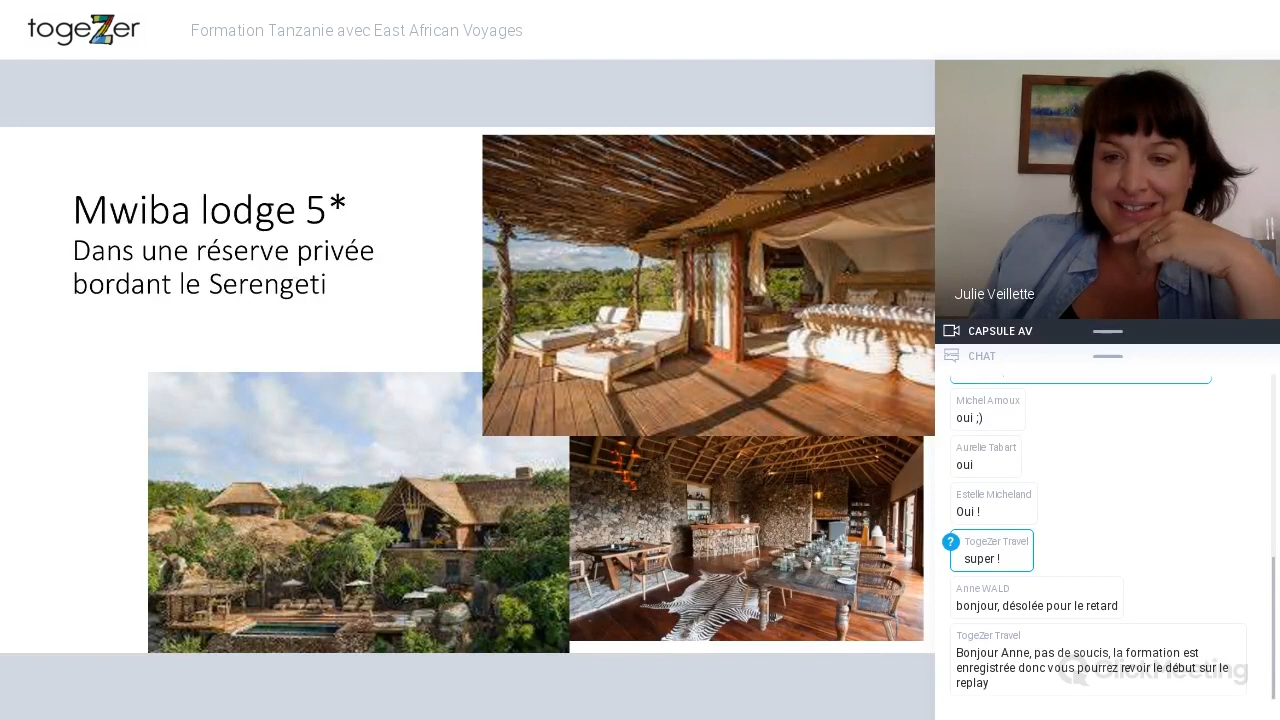 togeZer
Formation Tanzanie avec East African Voyages
Mwiba lodge 5*
Dans une réserve privée
bordant le Serengeti
Julie Veillette
CAPSULE AV
CHAT
Michel Arnoux
oui ;)
Aurelie Tabart
oui
Estelle Micheland
Oui !
?
TogeZer Travel
super !
Anne WALD
bonjour, désolée pour le retard
TogeZer Travel
Bonjour Anne, pas de soucis, la formation est
enregistrée donc vous pourrez revoir le début sur le
replay
ClickMeeting